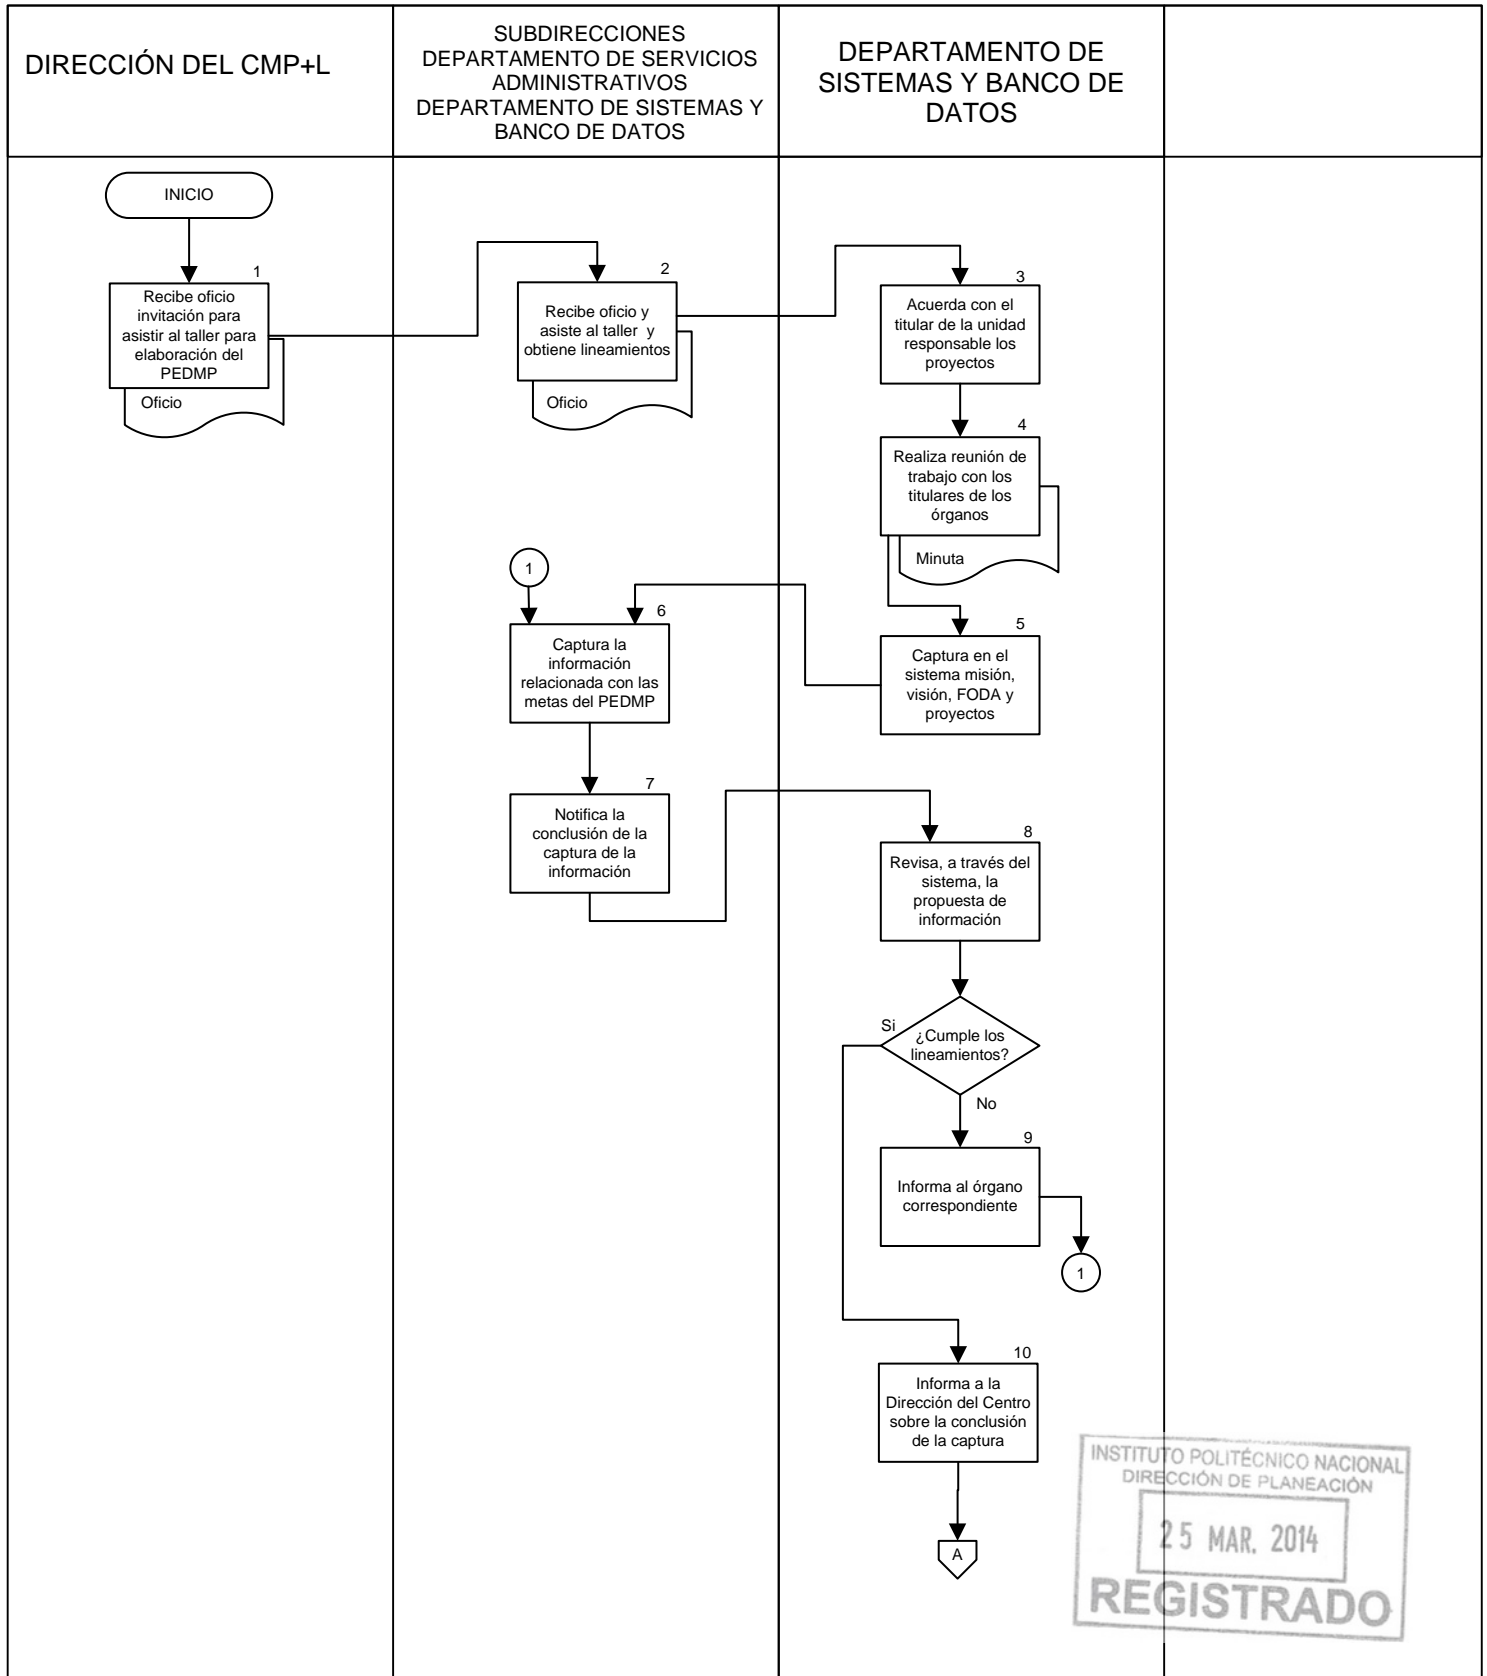 DIRECCIÓN DEL CMP+L
SUBDIRECCIONES
DEPARTAMENTO DE SERVICIOS
ADMINISTRATIVOS
DEPARTAMENTO DE SISTEMAS Y
BANCO DE DATOS
DEPARTAMENTO DE
SISTEMAS Y BANCO DE
DATOS
INICIO
1
Recibe oficio
invitación para
asistir al taller para
elaboración del
PEDMP
Oficio
2
Recibe oficio y
asiste al taller y
obtiene lineamientos
Oficio
3
Acuerda con el
titular de la unidad
responsable los
proyectos
4
Realiza reunión de
trabajo con los
titulares de los
órganos
Minuta
5
Captura en el
sistema misión,
visión, FODA y
proyectos
1
6
Captura la
información
relacionada con las
metas del PEDMP
7
Notifica la
conclusión de la
captura de la
información
8
Revisa, a través del
sistema, la
propuesta de
información
¿Cumple los
lineamientos?
Si
No
9
Informa al órgano
correspondiente
1
10
Informa a la
Dirección del Centro
sobre la conclusión
de la captura
A
INSTITUTO POLITÉCNICO NACIONAL
DIRECCIÓN DE PLANEACIÓN
25 MAR. 2014
REGISTRADO